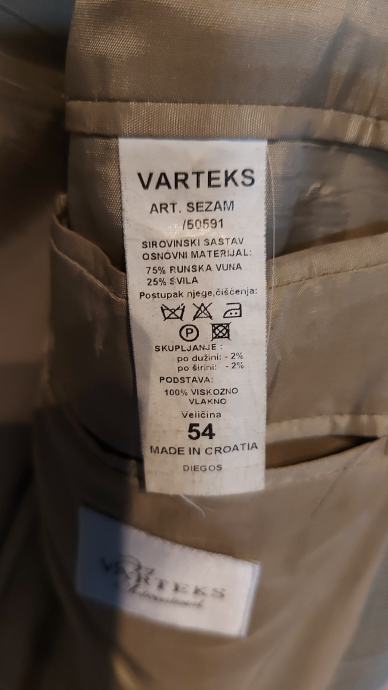 VARTEKS
ART. SEZAM
/50591
SIROVINSKI SASTAV
OSNOVNI MATERIJAL:
75% RUNSKA VUNA
25% SVILA
Postupak njege,čišćenja:
P
SKUPLJANJE :
po dužini: - 2%
po širini: - 2%
PODSTAVA:
100% VISKOZNO
VLAKNO
Veličina
54
MADE IN CROATIA
DIEGOS
VARTEKS
International